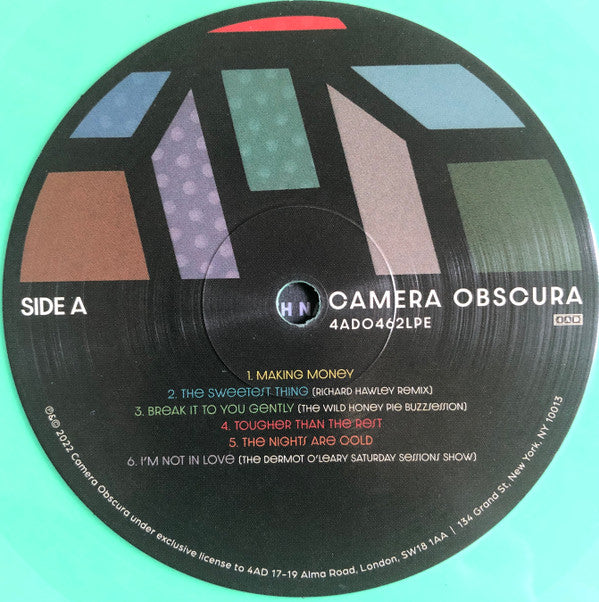 SIDE A
H N
CAMERA OBSCURA
4AD0462LPE
4AD
1. MAKING MONEY
2. THE SWEETEST THING (RICHARD HAWLEY REMIX)
3. BREAK IT TO YOU GENTLY (THE WILD HONEY PIE BUZZSESSION)
4. TOUGHER THAN THE REST
5. THE NIGHTS ARE COLD
6. I'M NOT IN LOVE (THE DERMOT O'LEARY SATURDAY SESSIONS SHOW)
℗&© 2022 Camera Obscura under exclusive license to 4AD 17-19 Alma Road, London, SW18 1AA | 134 Grand St, New York, NY 10013